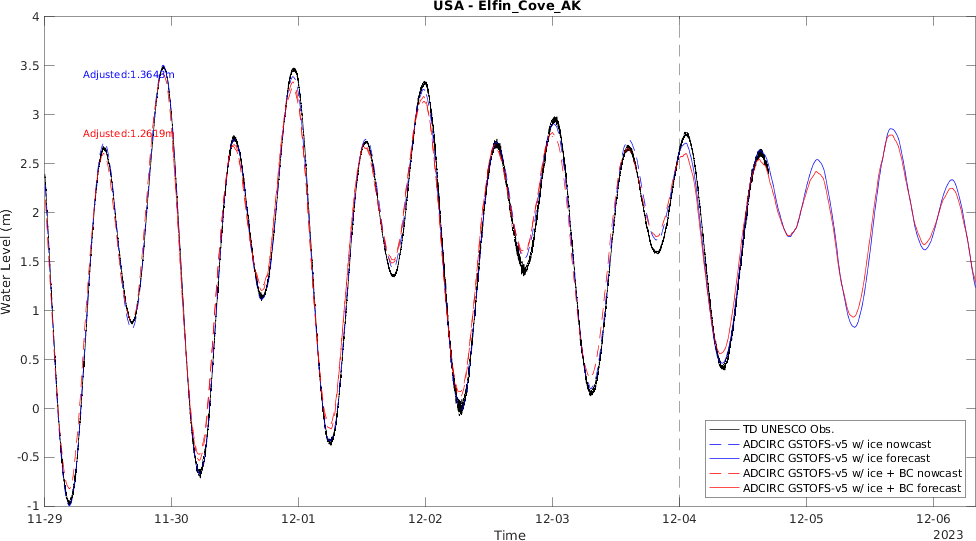 USA - Elfin_Cove_AK
4
3.5
3
2.5
2
1.5
1
0.5
0
-0.5
-1
Water Level (m)
Adjusted:1.3643m
Adjusted:1.2619m
TD UNESCO Obs.
ADCIRC GSTOFS-v5 w/ ice nowcast
ADCIRC GSTOFS-v5 w/ ice forecast
ADCIRC GSTOFS-v5 w/ ice + BC nowcast
ADCIRC GSTOFS-v5 w/ ice + BC forecast
11-29 11-30 12-01 12-02 12-03 12-04 12-05 12-06
Time
2023